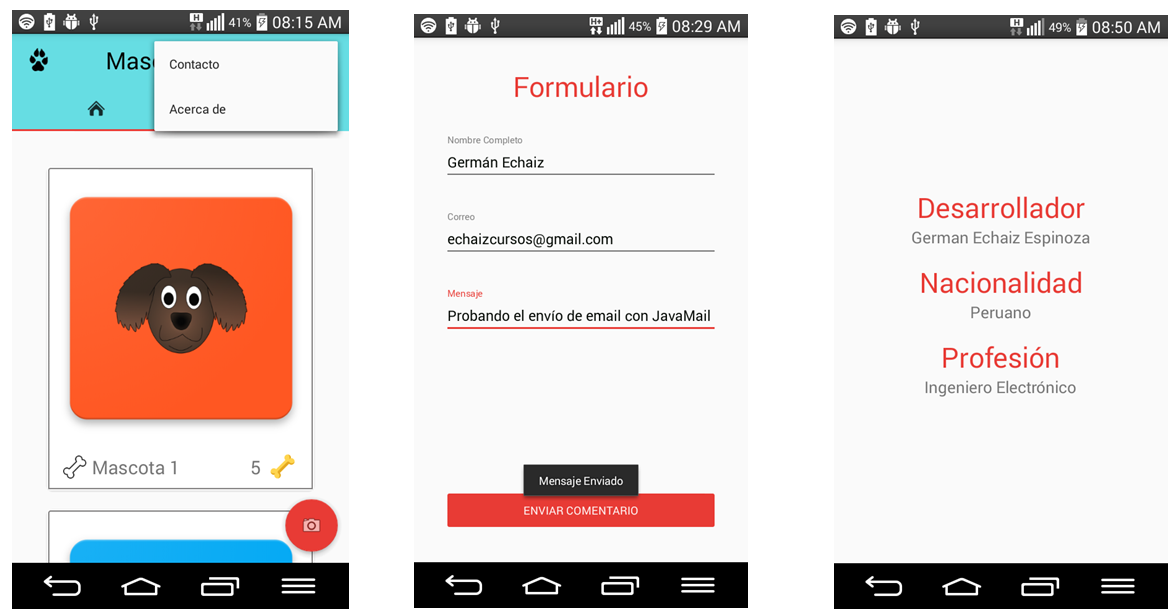 41% 08:15 AM
Mas
Contacto
Acerca de
Mascota 1 5
45% 08:29 AM
Formulario
Nombre Completo
Germán Echaiz
Correo
echaizcursos@gmail.com
Mensaje
Probando el envío de email con JavaMail
Mensaje Enviado
ENVIAR COMENTARIO
49% 08:50 AM
Desarrollador
German Echaiz Espinoza
Nacionalidad
Peruano
Profesión
Ingeniero Electrónico